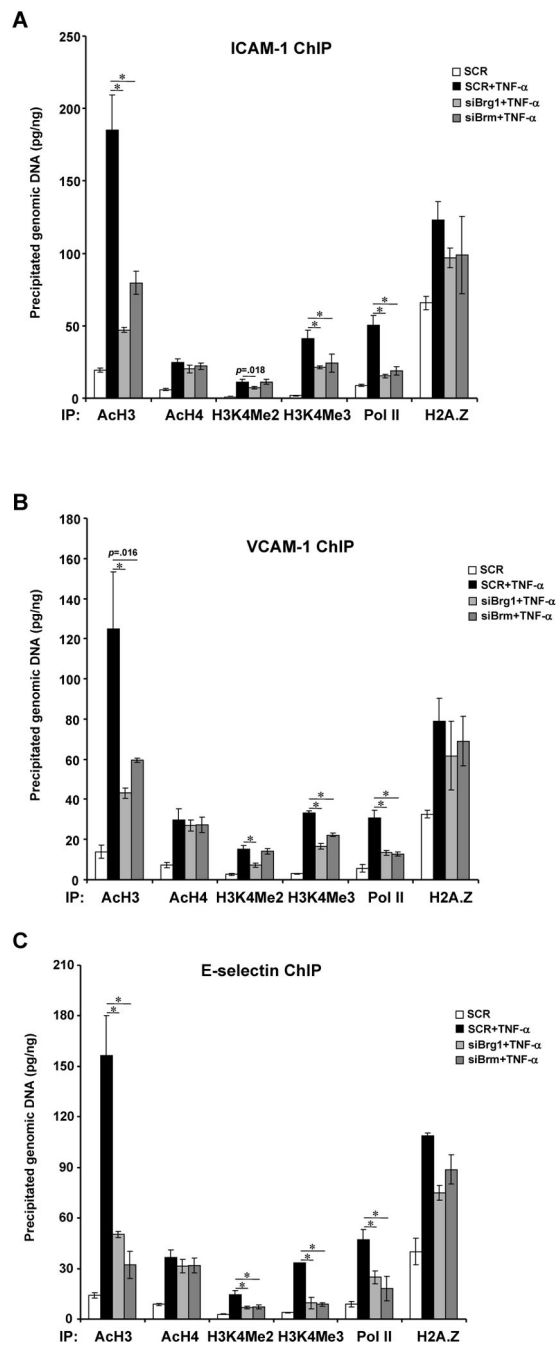 A
ICAM-1 ChIP
Precipitated genomic DNA (pg/ng)
250
200
150
100
50
0
SCR
SCR+TNF-α
siBrg1+TNF-α
siBrm+TNF-α
*
*
p=.018
*
*
*
*
IP: AcH3 AcH4 H3K4Me2 H3K4Me3 Pol II H2A.Z
B
VCAM-1 ChIP
Precipitated genomic DNA (pg/ng)
180
160
140
120
100
80
60
40
20
0
SCR
SCR+TNF-α
siBrg1+TNF-α
siBrm+TNF-α
p=.016
*
*
*
*
*
*
IP: AcH3 AcH4 H3K4Me2 H3K4Me3 Pol II H2A.Z
C
E-selectin ChIP
Precipitated genomic DNA (pg/ng)
210
180
150
120
90
60
30
0
SCR
SCR+TNF-α
siBrg1+TNF-α
siBrm+TNF-α
*
*
*
*
*
*
*
*
IP: AcH3 AcH4 H3K4Me2 H3K4Me3 Pol II H2A.Z